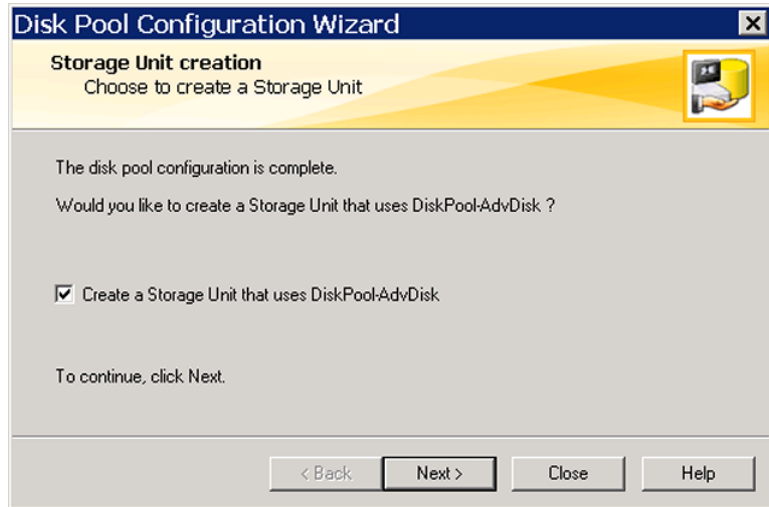 Disk Pool Configuration Wizard
Storage Unit creation
Choose to create a Storage Unit
The disk pool configuration is complete.
Would you like to create a Storage Unit that uses DiskPool-AdvDisk ?
Create a Storage Unit that uses DiskPool-AdvDisk
To continue, click Next.
< Back Next > Close Help